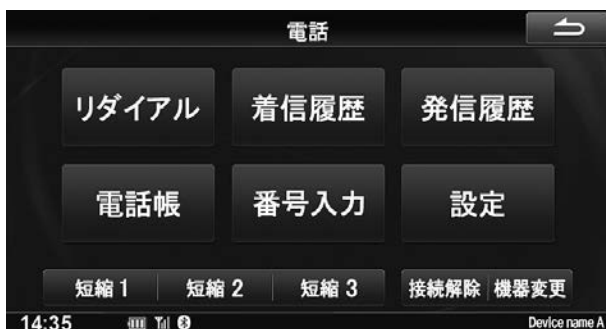 電話
リダイアル 着信履歴 発信履歴
電話帳 番号入力 設定
短縮 1 短縮 2 短縮 3 接続解除 機器変更
14:35 Device name A